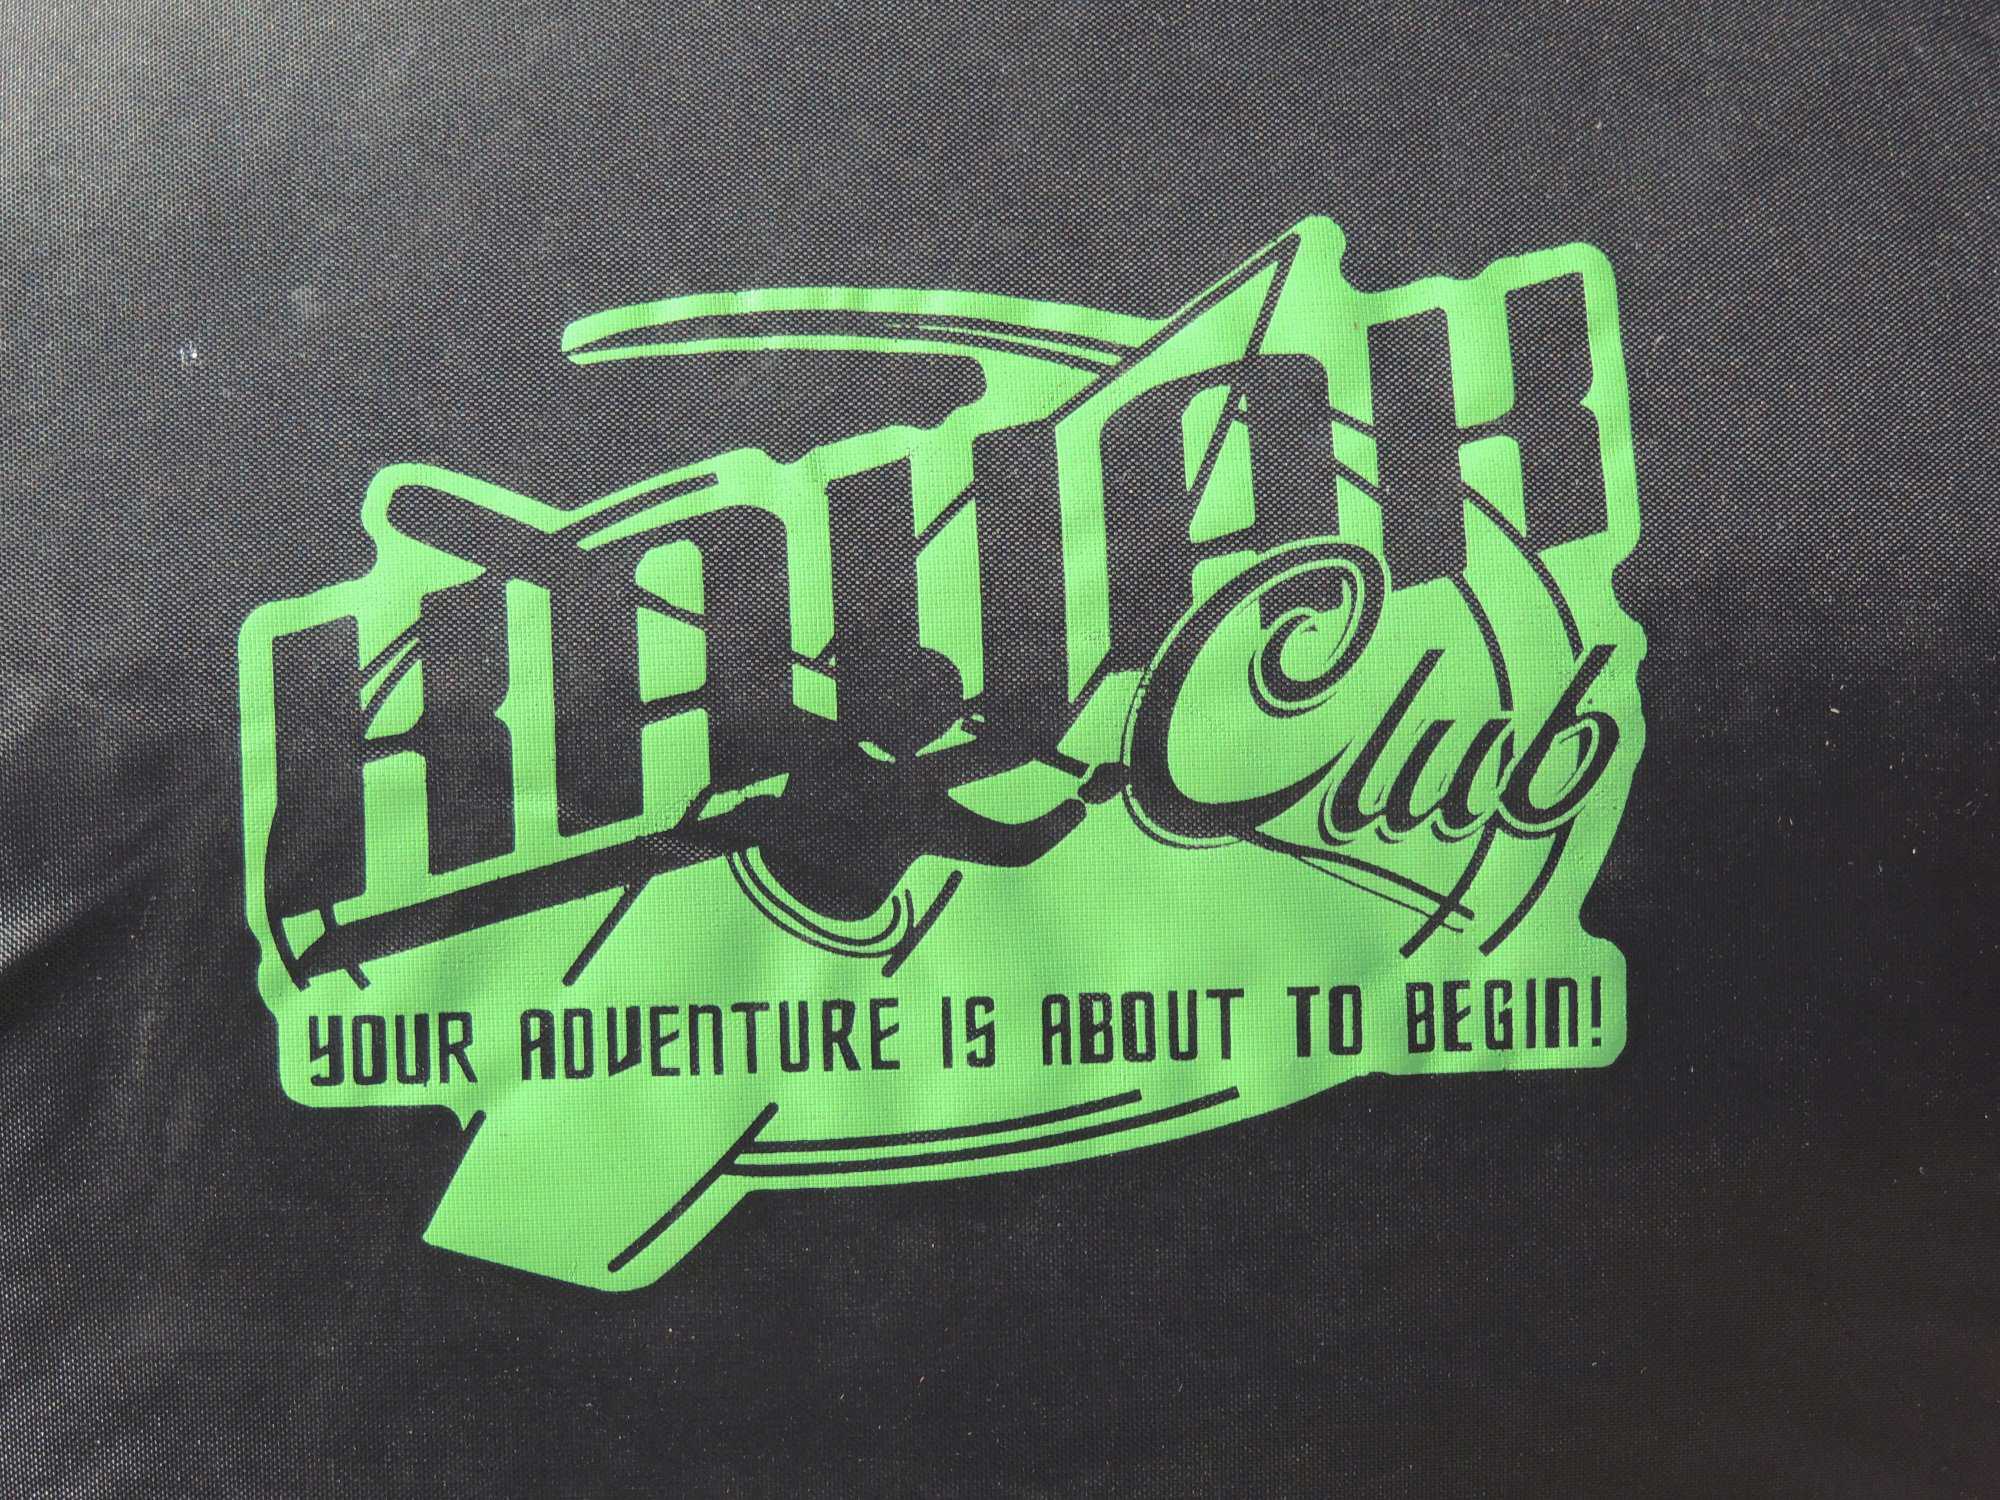 KAYAK
Club
YOUR ADVENTURE IS ABOUT TO BEGIN!